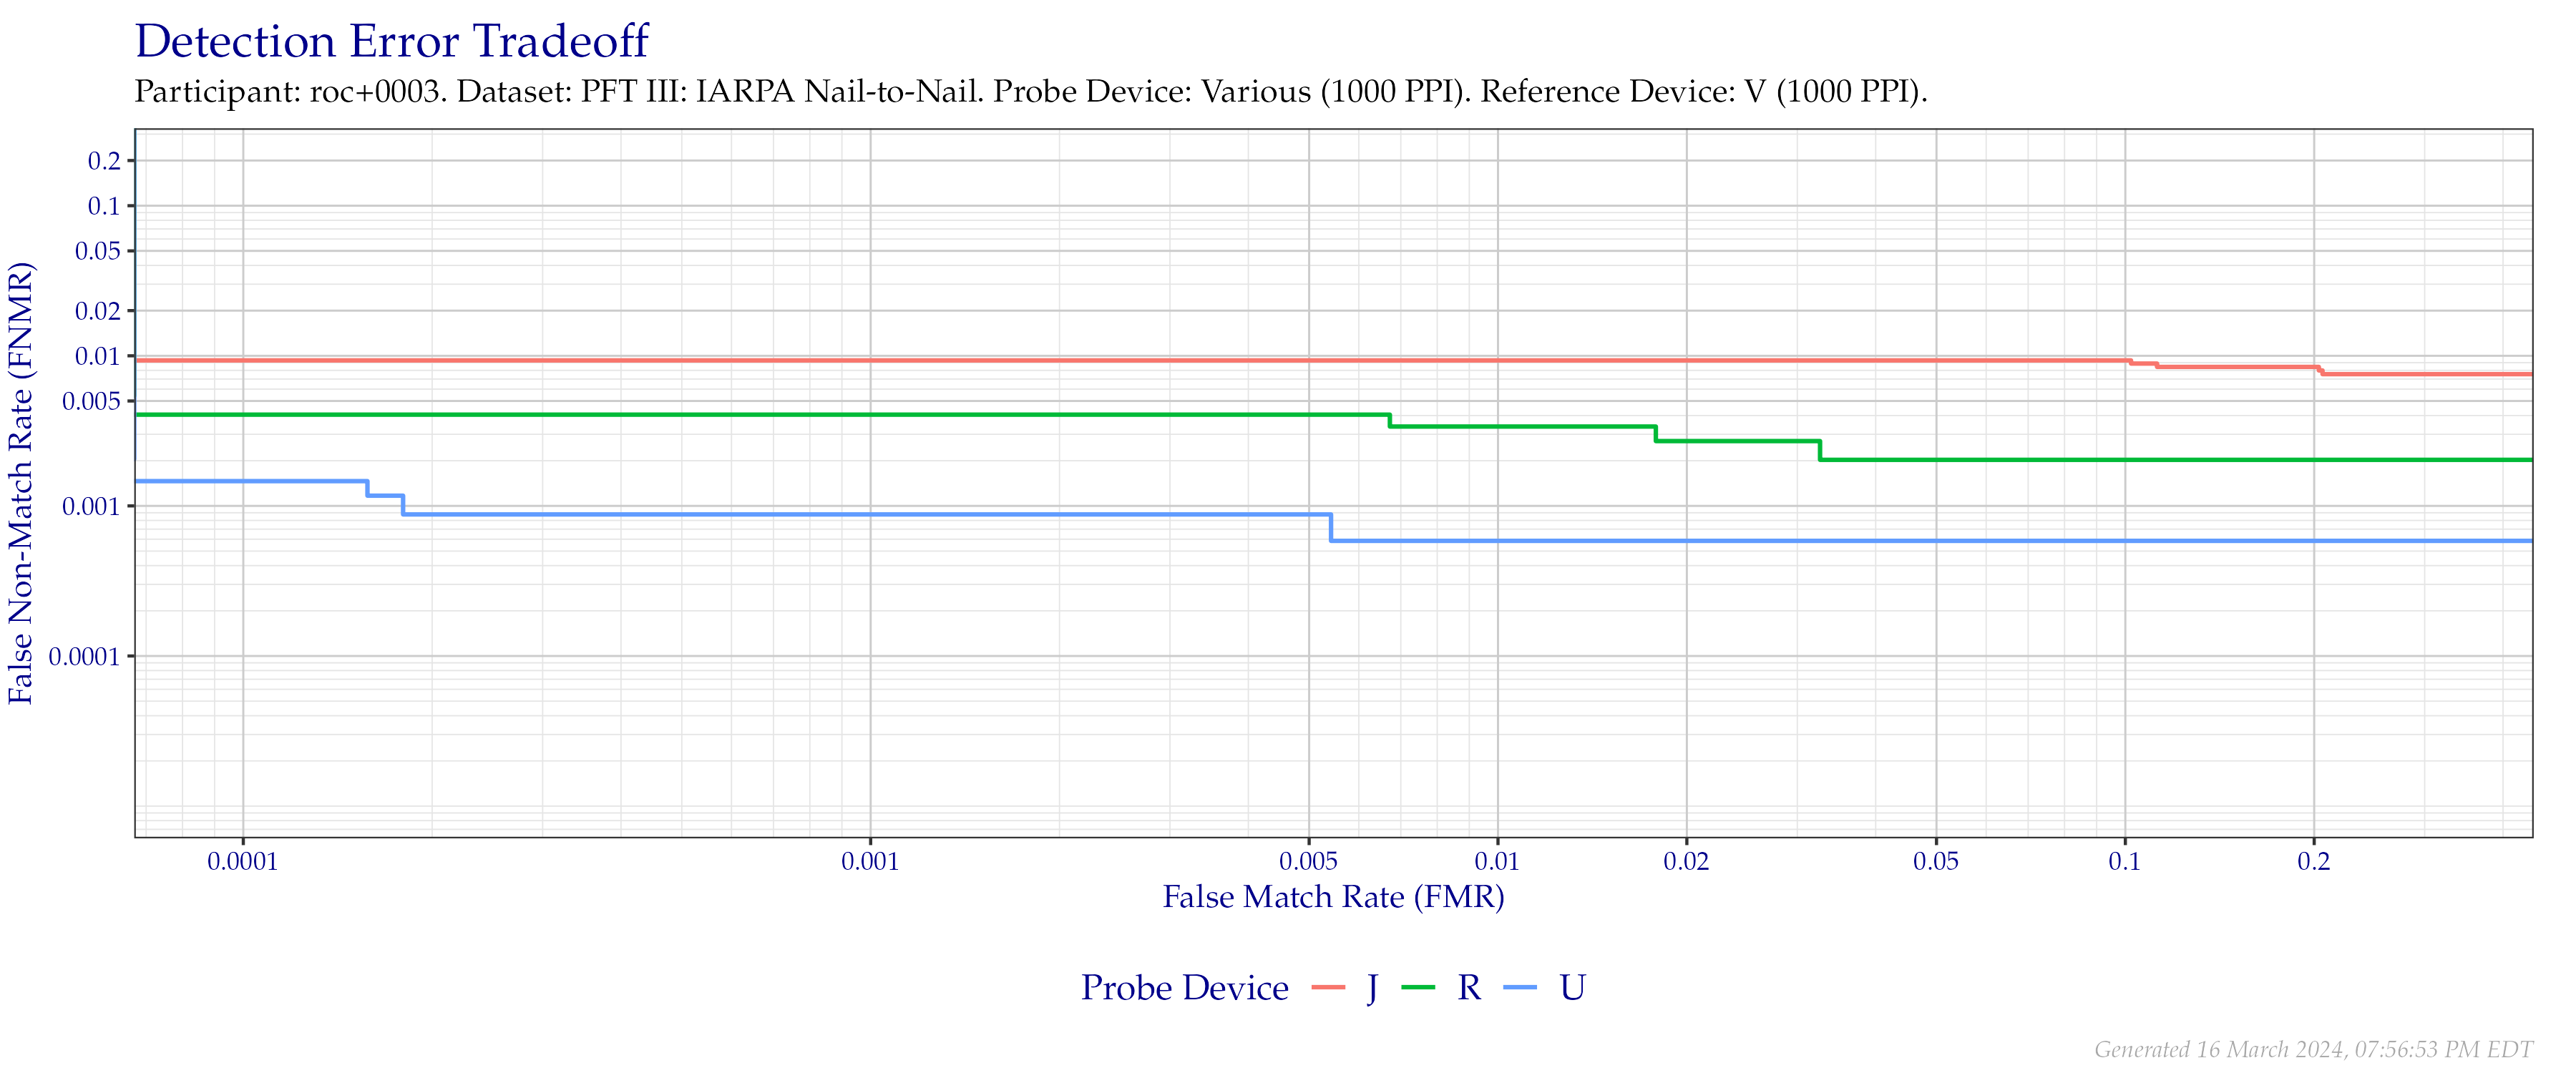 Detection Error Tradeoff
Participant: roc+0003. Dataset: PFT III: IARPA Nail-to-Nail. Probe Device: Various (1000 PPI). Reference Device: V (1000 PPI).
False Non-Match Rate (FNMR)
0.2
0.1
0.05
0.02
0.01
0.005
0.001
0.0001
0.0001 0.001 0.005 0.01 0.02 0.05 0.1 0.2
False Match Rate (FMR)
Probe Device J R U
Generated 16 March 2024, 07:56:53 PM EDT